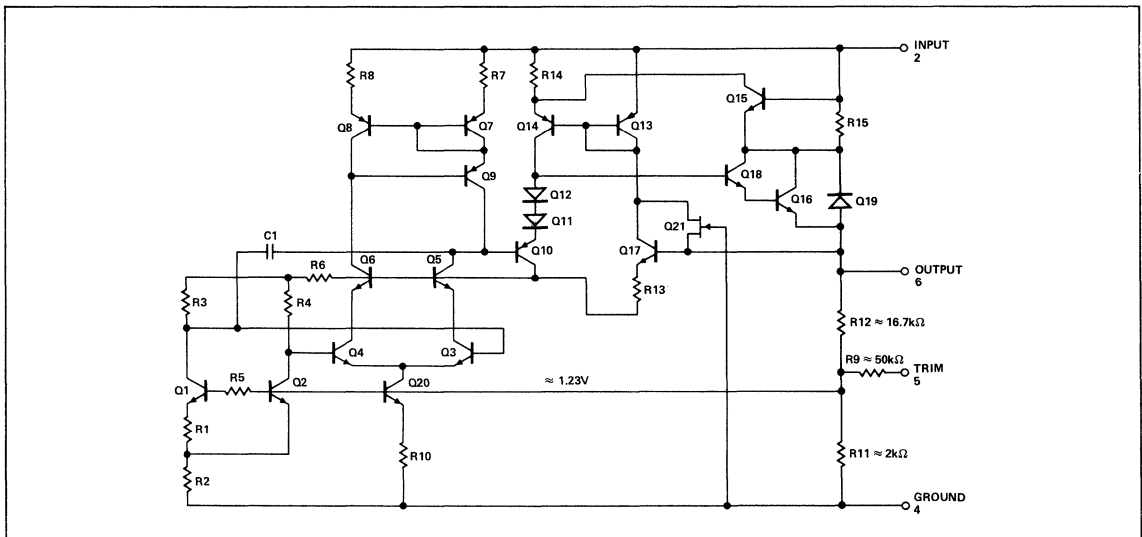 INPUT
2
R8
R7
R14
Q15
R15
Q8
Q7
Q14
Q13
Q9
Q18
Q12
Q16
Q19
Q11
Q21
C1
Q10
Q17
R6
Q6
Q5
OUTPUT
6
R3
R4
R13
R12 ≈ 16.7kΩ
Q4
Q3
R9 ≈ 50kΩ
TRIM
5
Q1
R5
Q2
Q20
≈ 1.23V
R1
R10
R11 ≈ 2kΩ
R2
GROUND
4